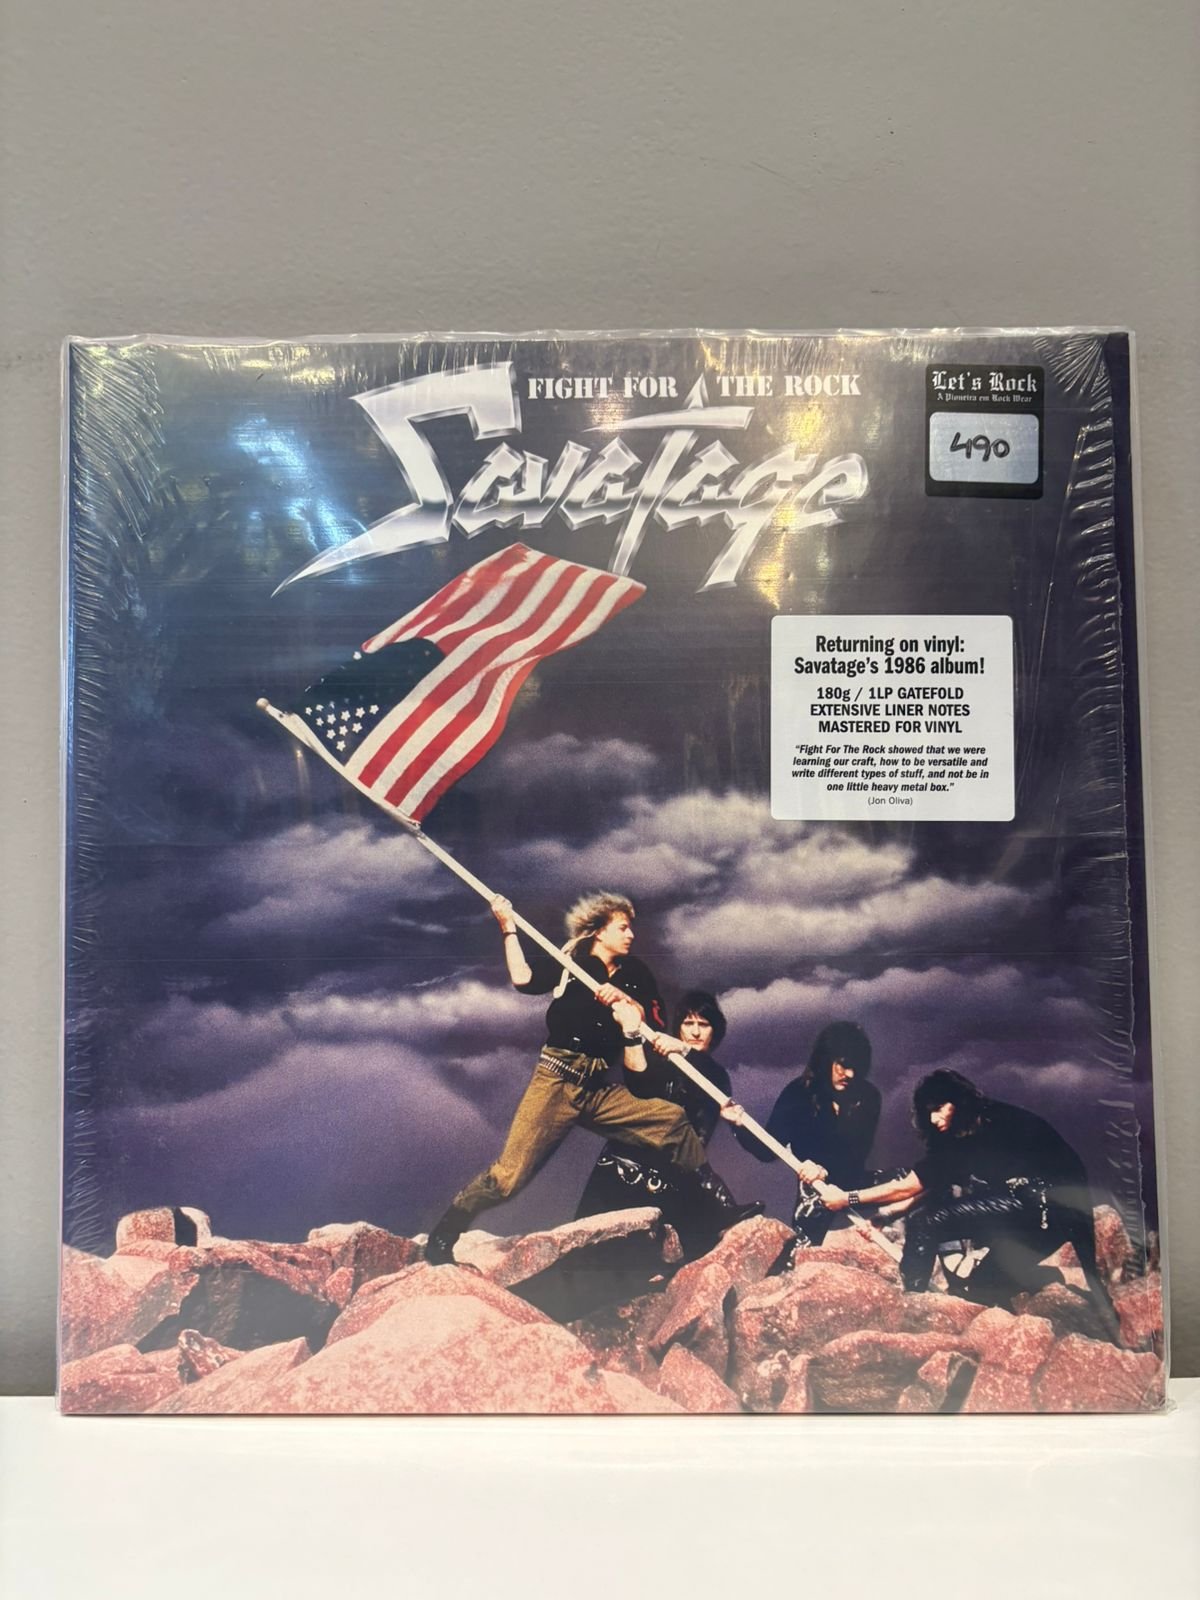 FIGHT FOR THE ROCK
Savatage
Let's Rock
A Pioneira em Rock Wear
490
Returning on vinyl:
Savatage's 1986 album!
180g / 1LP GATEFOLD
EXTENSIVE LINER NOTES
MASTERED FOR VINYL
"Fight For The Rock showed that we were
learning our craft, how to be versatile and
write different types of stuff, and not be in
one little heavy metal box."
(Jon Oliva)